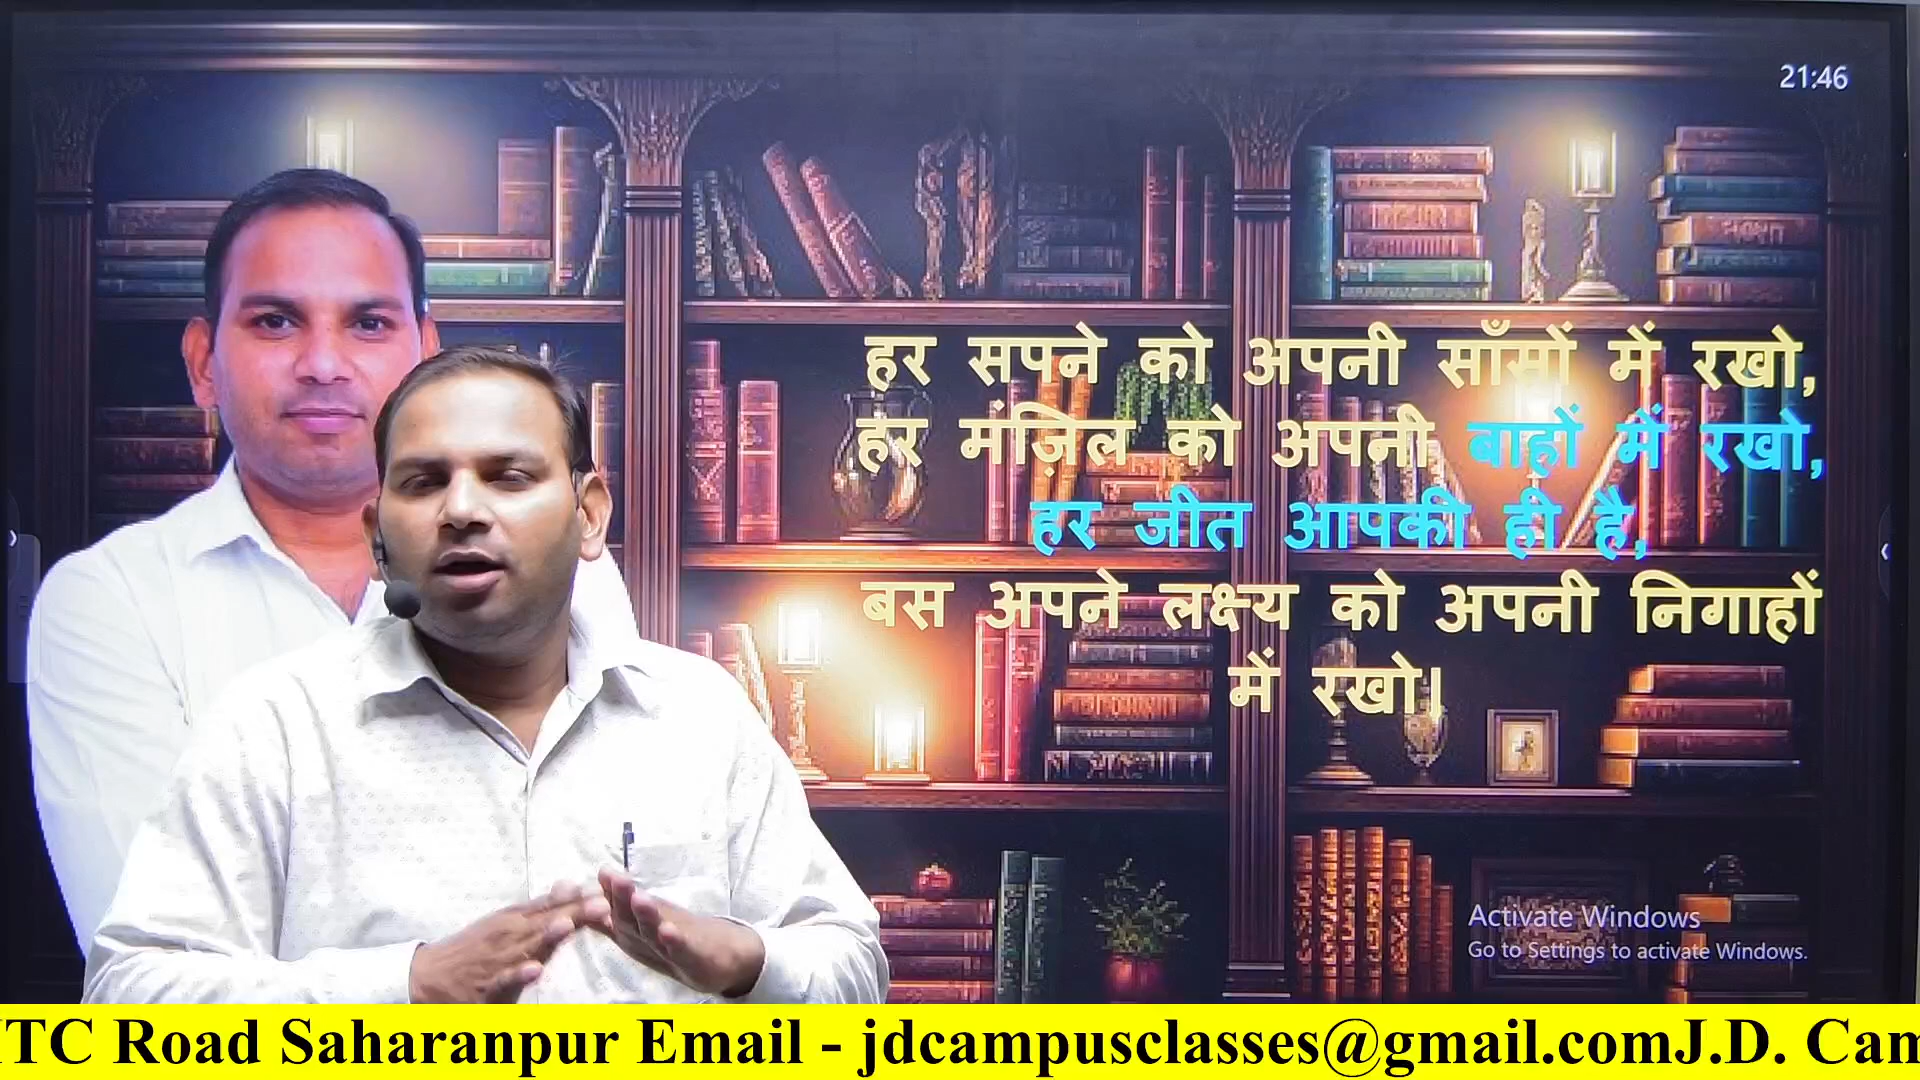 21:46
हर सपने को अपनी साँसों में रखो,
हर मंज़िल को अपनी बाहों में रखो,
हर जीत आपकी ही है,
बस अपने लक्ष्य को अपनी निगाहों
में रखो।
Activate Windows
Go to Settings to activate Windows.
ITC Road Saharanpur Email - jdcampusclasses@gmail.comJ.D. Cam